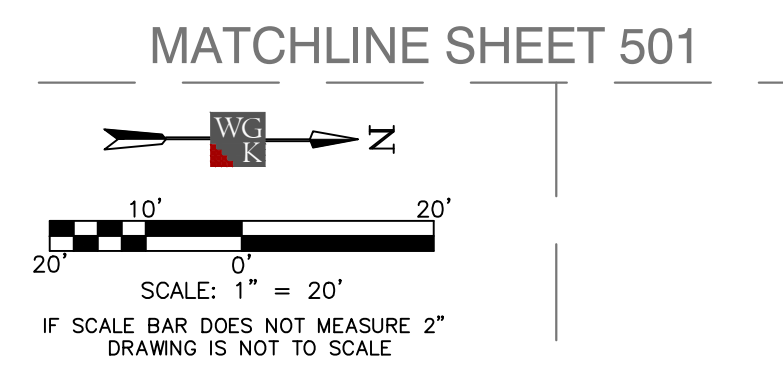 MATCHLINE SHEET 501
WG
K
N
10' 20'
20' 0'
SCALE: 1" = 20'
IF SCALE BAR DOES NOT MEASURE 2"
DRAWING IS NOT TO SCALE